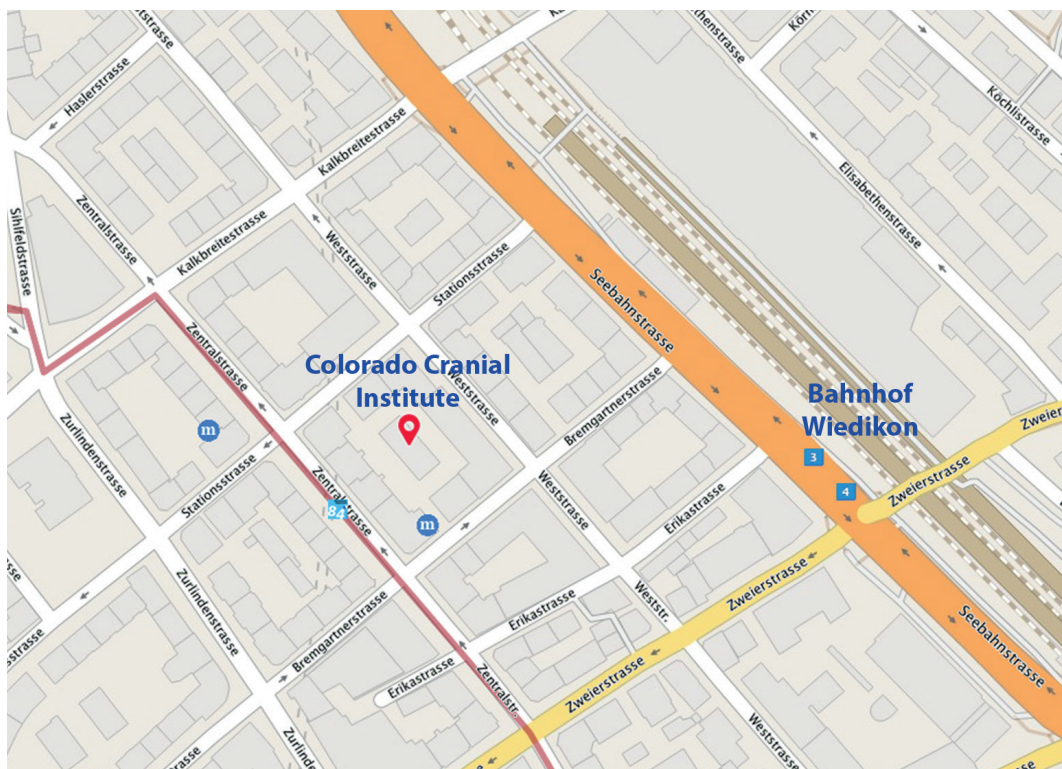 Haslerstrasse
Kalkbreitestrasse
Köchlistrasse
Elisabethenstrasse
Zentralstrasse
Sihlfeldstrasse
Kalkbreitestrasse
Weststrasse
Stationsstrasse
Seebahnstrasse
Zentralstrasse
Colorado Cranial
Institute
Weststrasse
Bremgartnerstrasse
Bahnhof
Wiedikon
Zurlindenstrasse
m
3
4
Stationsstrasse
Zentralstrasse
84
m
Weststrasse
Erikastrasse
Zweierstrasse
Zurlindenstrasse
Bremgartnerstrasse
Erikastrasse
Weststr.
Zweierstrasse
Erikastrasse
Zentralstr.
Zweierstrasse
Seebahnstrasse
Weststrasse
Zweierstrasse